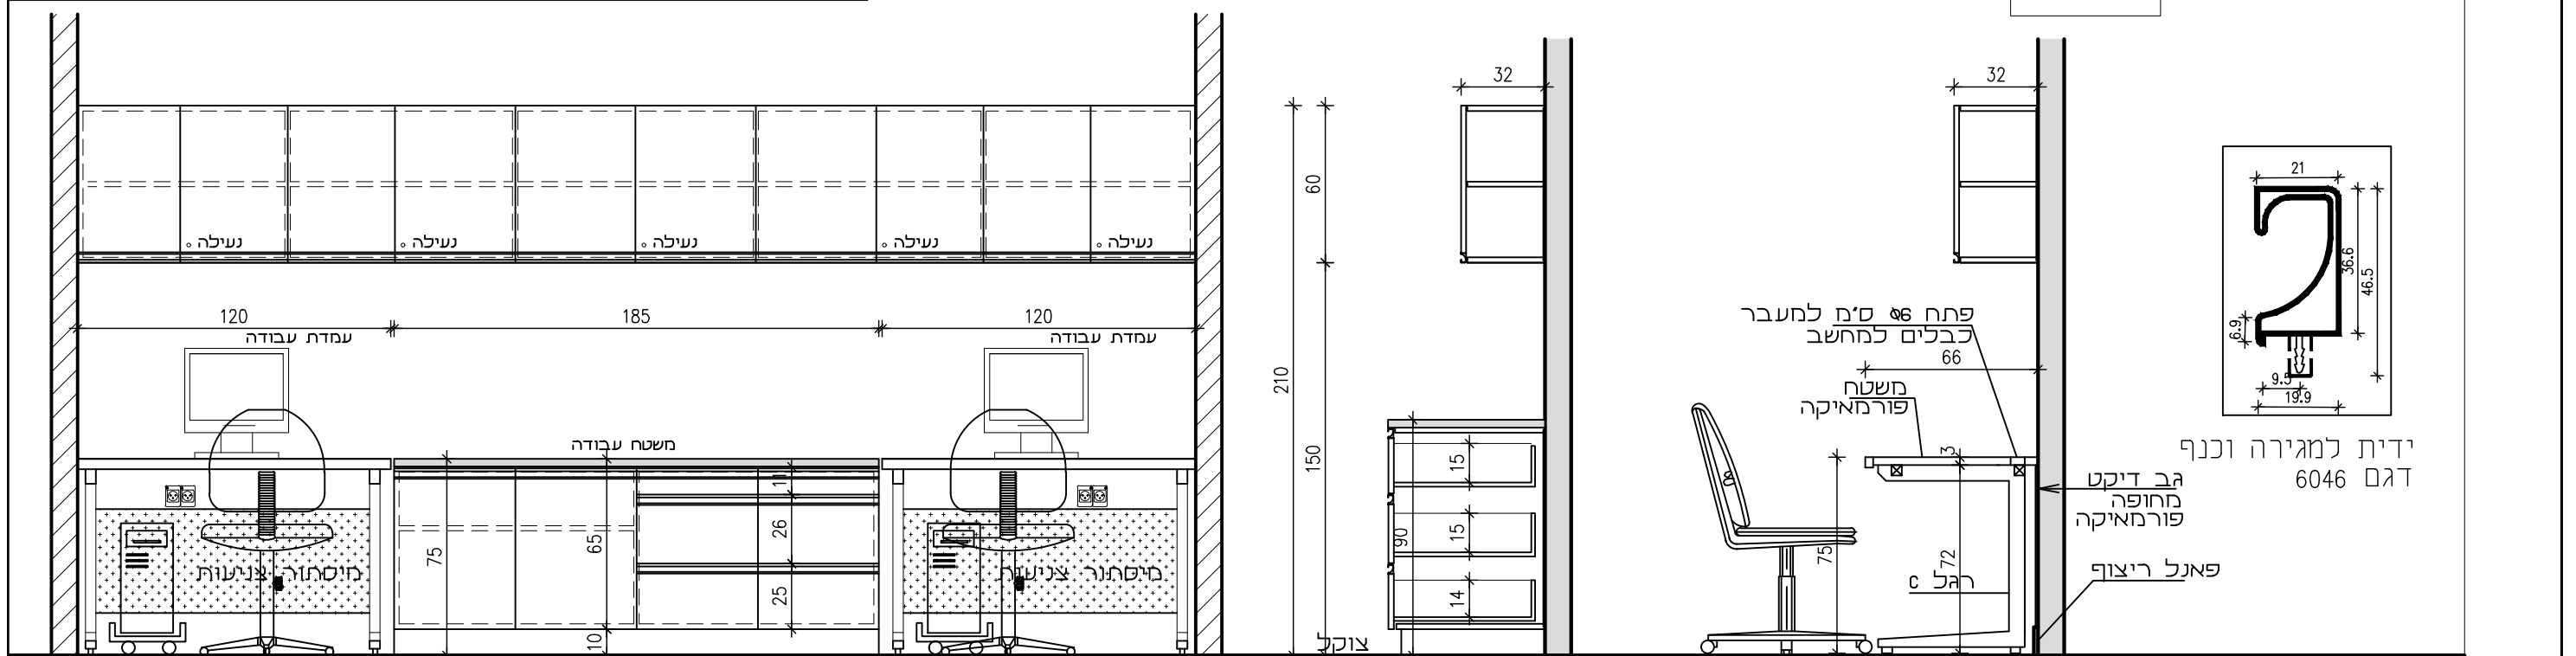 נעילה
נעילה
נעילה
נעילה
נעילה
120
185
120
עמדת עבודה
עמדת עבודה
משטח עבודה
75
65
10
11
26
25
מיסתור צניעות
מיסתור צניעות
32
60
210
150
15
15
14
90
צוקל
32
פתח ⌀6 ס'מ למעבר
כבלים למחשב
66
משטח
פורמאיקה
3
75
72
רגל C
גב דיקט
מחופה
פורמאיקה
פאנל ריצוף
21
36.6
46.5
6.9
9.5
19.9
ידית למגירה וכנף
דגם 6046